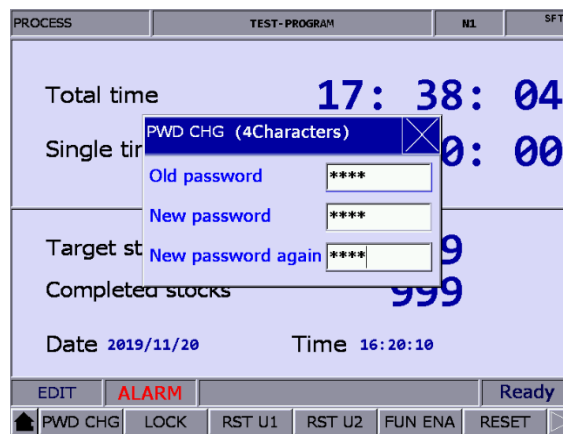 PROCESS TEST-PROGRAM N1 SFT
Total time 17: 38: 04
PWD CHG (4Characters)
Single tim 0: 00
Old password ****
New password ****
New password again ****
Target st 9
Completed stocks 999
Date 2019/11/20 Time 16:20:10
EDIT ALARM Ready
PWD CHG LOCK RST U1 RST U2 FUN ENA RESET